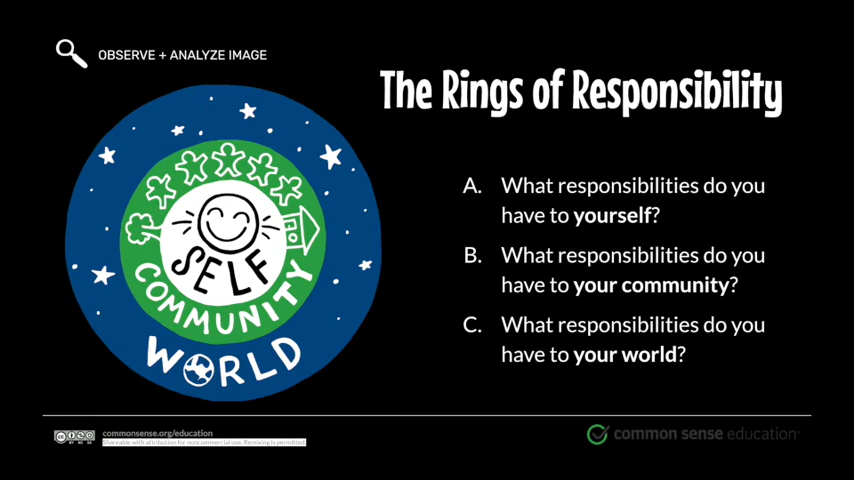 OBSERVE + ANALYZE IMAGE
The Rings of Responsibility
SELF
COMMUNITY
WORLD
A. What responsibilities do you
have to yourself?
B. What responsibilities do you
have to your community?
C. What responsibilities do you
have to your world?
commonsense.org/education
Shareable with attribution for noncommercial use. Remixing is permitted.
common sense education